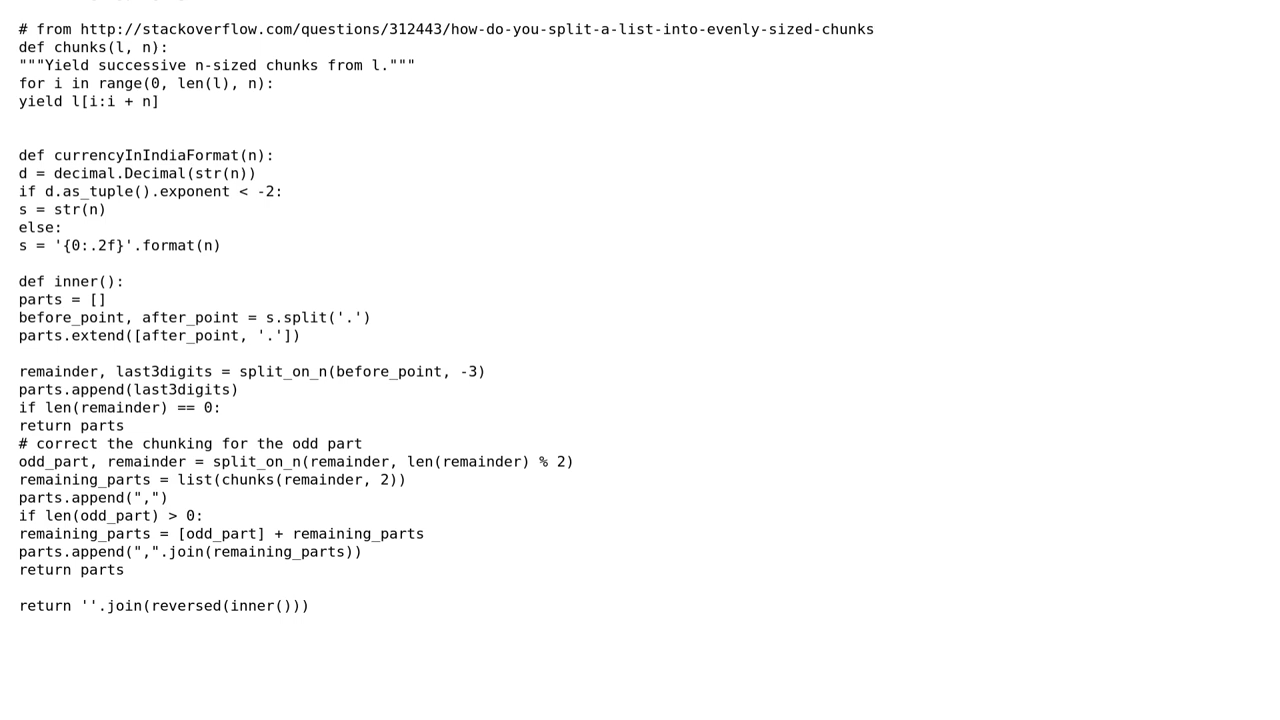 # from http://stackoverflow.com/questions/312443/how-do-you-split-a-list-into-evenly-sized-chunks
def chunks(l, n):
"""Yield successive n-sized chunks from l."""
for i in range(0, len(l), n):
yield l[i:i + n]
def currencyInIndiaFormat(n):
d = decimal.Decimal(str(n))
if d.as_tuple().exponent < -2:
s = str(n)
else:
s = '{0:.2f}'.format(n)
def inner():
parts = []
before_point, after_point = s.split('.')
parts.extend([after_point, '.'])
remainder, last3digits = split_on_n(before_point, -3)
parts.append(last3digits)
if len(remainder) == 0:
return parts
# correct the chunking for the odd part
odd_part, remainder = split_on_n(remainder, len(remainder) % 2)
remaining_parts = list(chunks(remainder, 2))
parts.append(",")
if len(odd_part) > 0:
remaining_parts = [odd_part] + remaining_parts
parts.append(",".join(remaining_parts))
return parts
return ''.join(reversed(inner()))